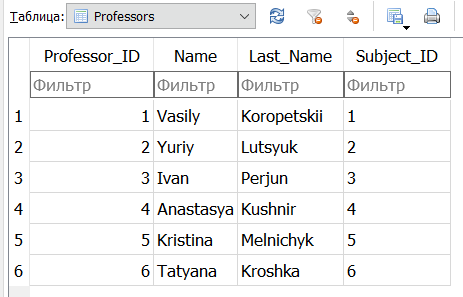 Таблица: Professors
Professor_ID Name Last_Name Subject_ID
Фильтр Фильтр Фильтр Фильтр
1 1 Vasily Koropetskii 1
2 2 Yuriy Lutsyuk 2
3 3 Ivan Perjun 3
4 4 Anastasya Kushnir 4
5 5 Kristina Melnichyk 5
6 6 Tatyana Kroshka 6